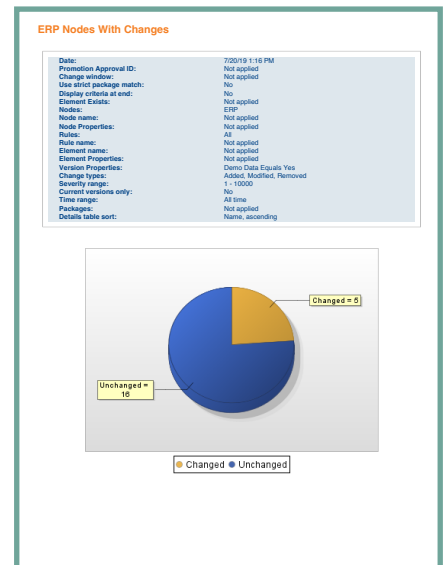 ERP Nodes With Changes
Date: 7/20/19 1:16 PM
Promotion Approval ID: Not applied
Change window: Not applied
Use strict package match: No
Display criteria at end: No
Element Exists: Not applied
Nodes: ERP
Node name: Not applied
Node Properties: Not applied
Rules: All
Rule name: Not applied
Element name: Not applied
Element Properties: Not applied
Version Properties: Demo Data Equals Yes
Change types: Added, Modified, Removed
Severity range: 1 - 10000
Current versions only: No
Time range: All time
Packages: Not applied
Details table sort: Name, ascending
Changed = 5
Unchanged =
16
Changed Unchanged